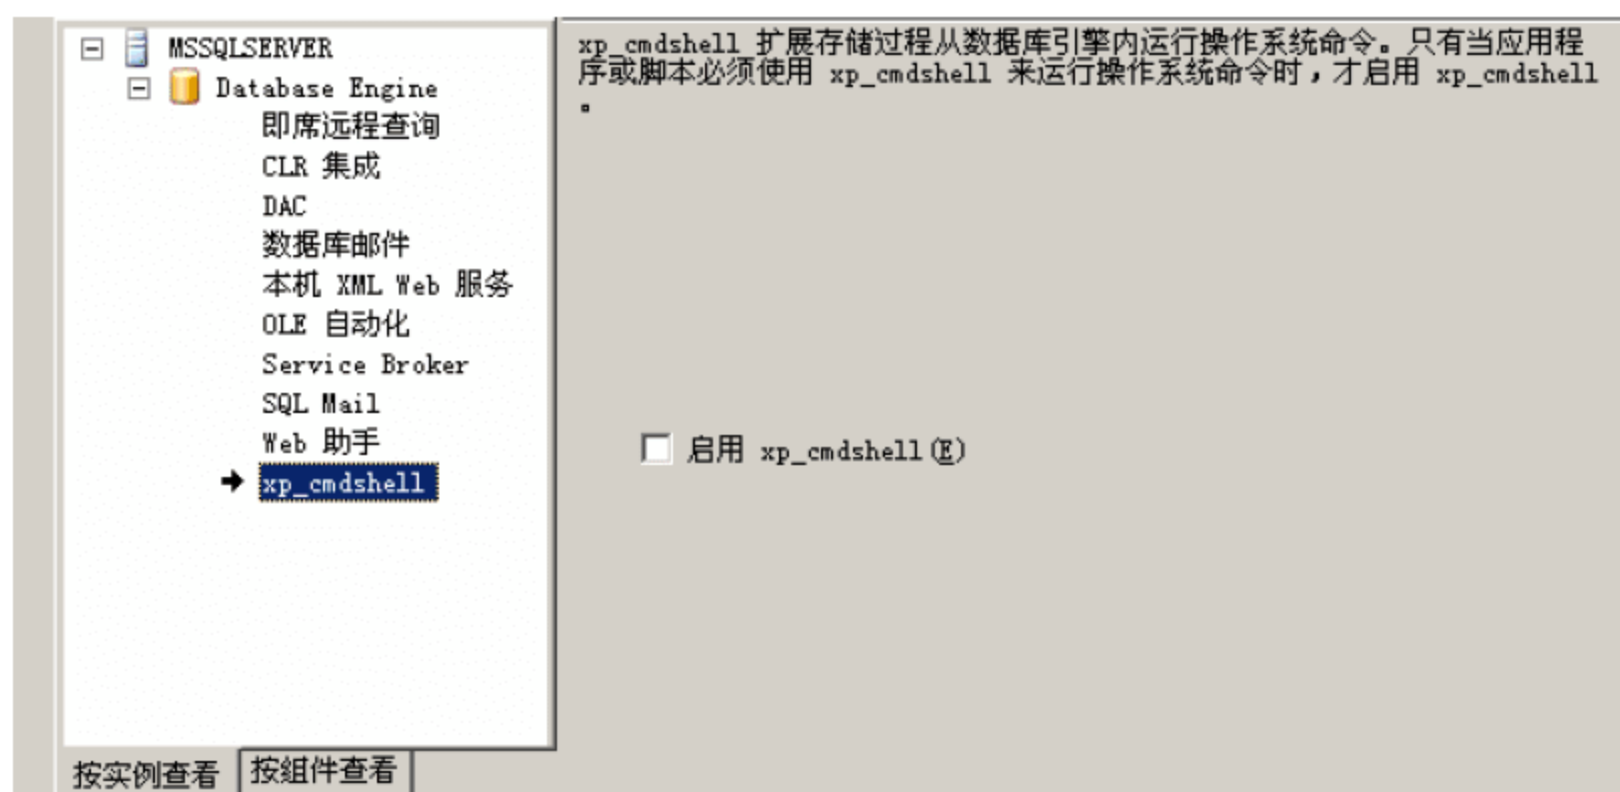 MSSQLSERVER
Database Engine
即席远程查询
CLR 集成
DAC
数据库邮件
本机 XML Web 服务
OLE 自动化
Service Broker
SQL Mail
Web 助手
xp_cmdshell
按实例查看
按组件查看
xp_cmdshell 扩展存储过程从数据库引擎内运行操作系统命令。只有当应用程
序或脚本必须使用 xp_cmdshell 来运行操作系统命令时，才启用 xp_cmdshell
。
启用 xp_cmdshell(E)